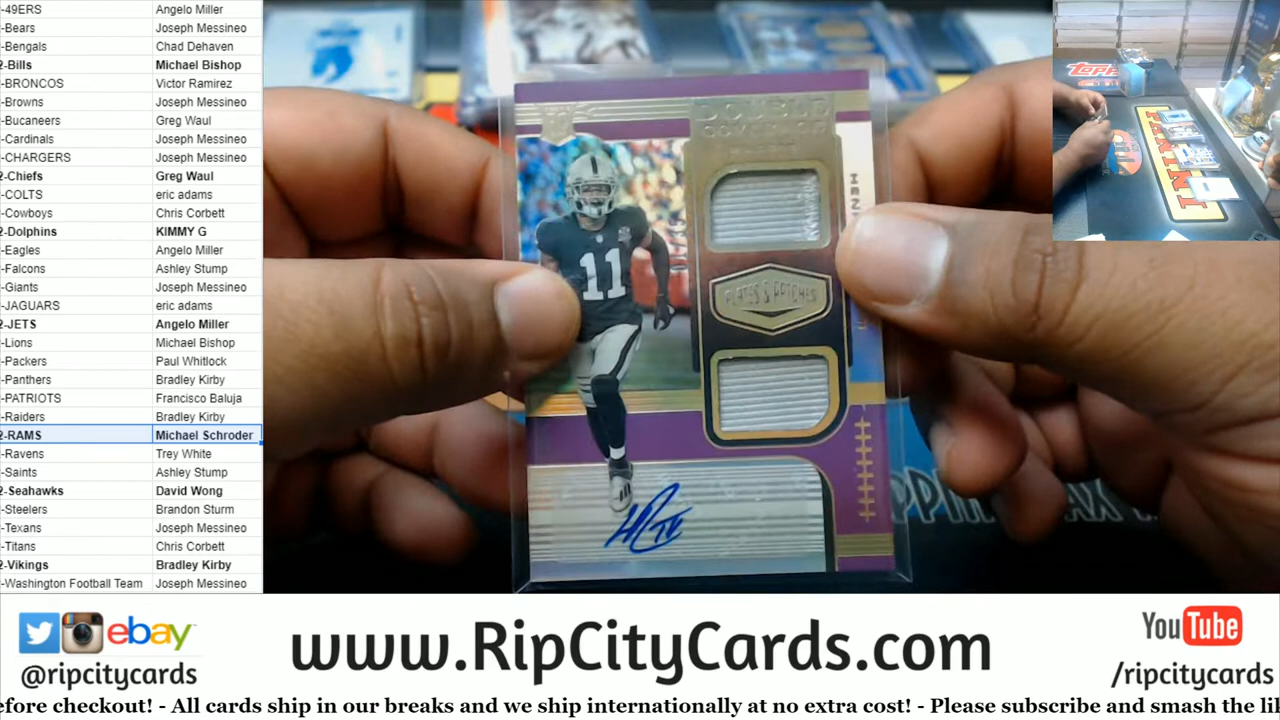 -49ERS Angelo Miller
-Bears Joseph Messineo
-Bengals Chad Dehaven
2-Bills Michael Bishop
-BRONCOS Victor Ramirez
-Browns Joseph Messineo
-Bucaneers Greg Waul
-Cardinals Joseph Messineo
-CHARGERS Joseph Messineo
2-Chiefs Greg Waul
-COLTS eric adams
-Cowboys Chris Corbett
2-Dolphins KIMMY G
-Eagles Angelo Miller
-Falcons Ashley Stump
-Giants Joseph Messineo
-JAGUARS eric adams
2-JETS Angelo Miller
-Lions Michael Bishop
-Packers Paul Whitlock
-Panthers Bradley Kirby
-PATRIOTS Francisco Baluja
-Raiders Bradley Kirby
2-RAMS Michael Schroder
-Ravens Trey White
-Saints Ashley Stump
2-Seahawks David Wong
-Steelers Brandon Sturm
-Texans Joseph Messineo
-Titans Chris Corbett
2-Vikings Bradley Kirby
-Washington Football Team Joseph Messineo
DOUBLE
11
PLATES & PATCHES
TOPPS
PANINI
ebay
@ripcitycards
www.RipCityCards.com
YouTube
/ripcitycards
efore checkout! - All cards ship in our breaks and we ship internationally at no extra cost! - Please subscribe and smash the li